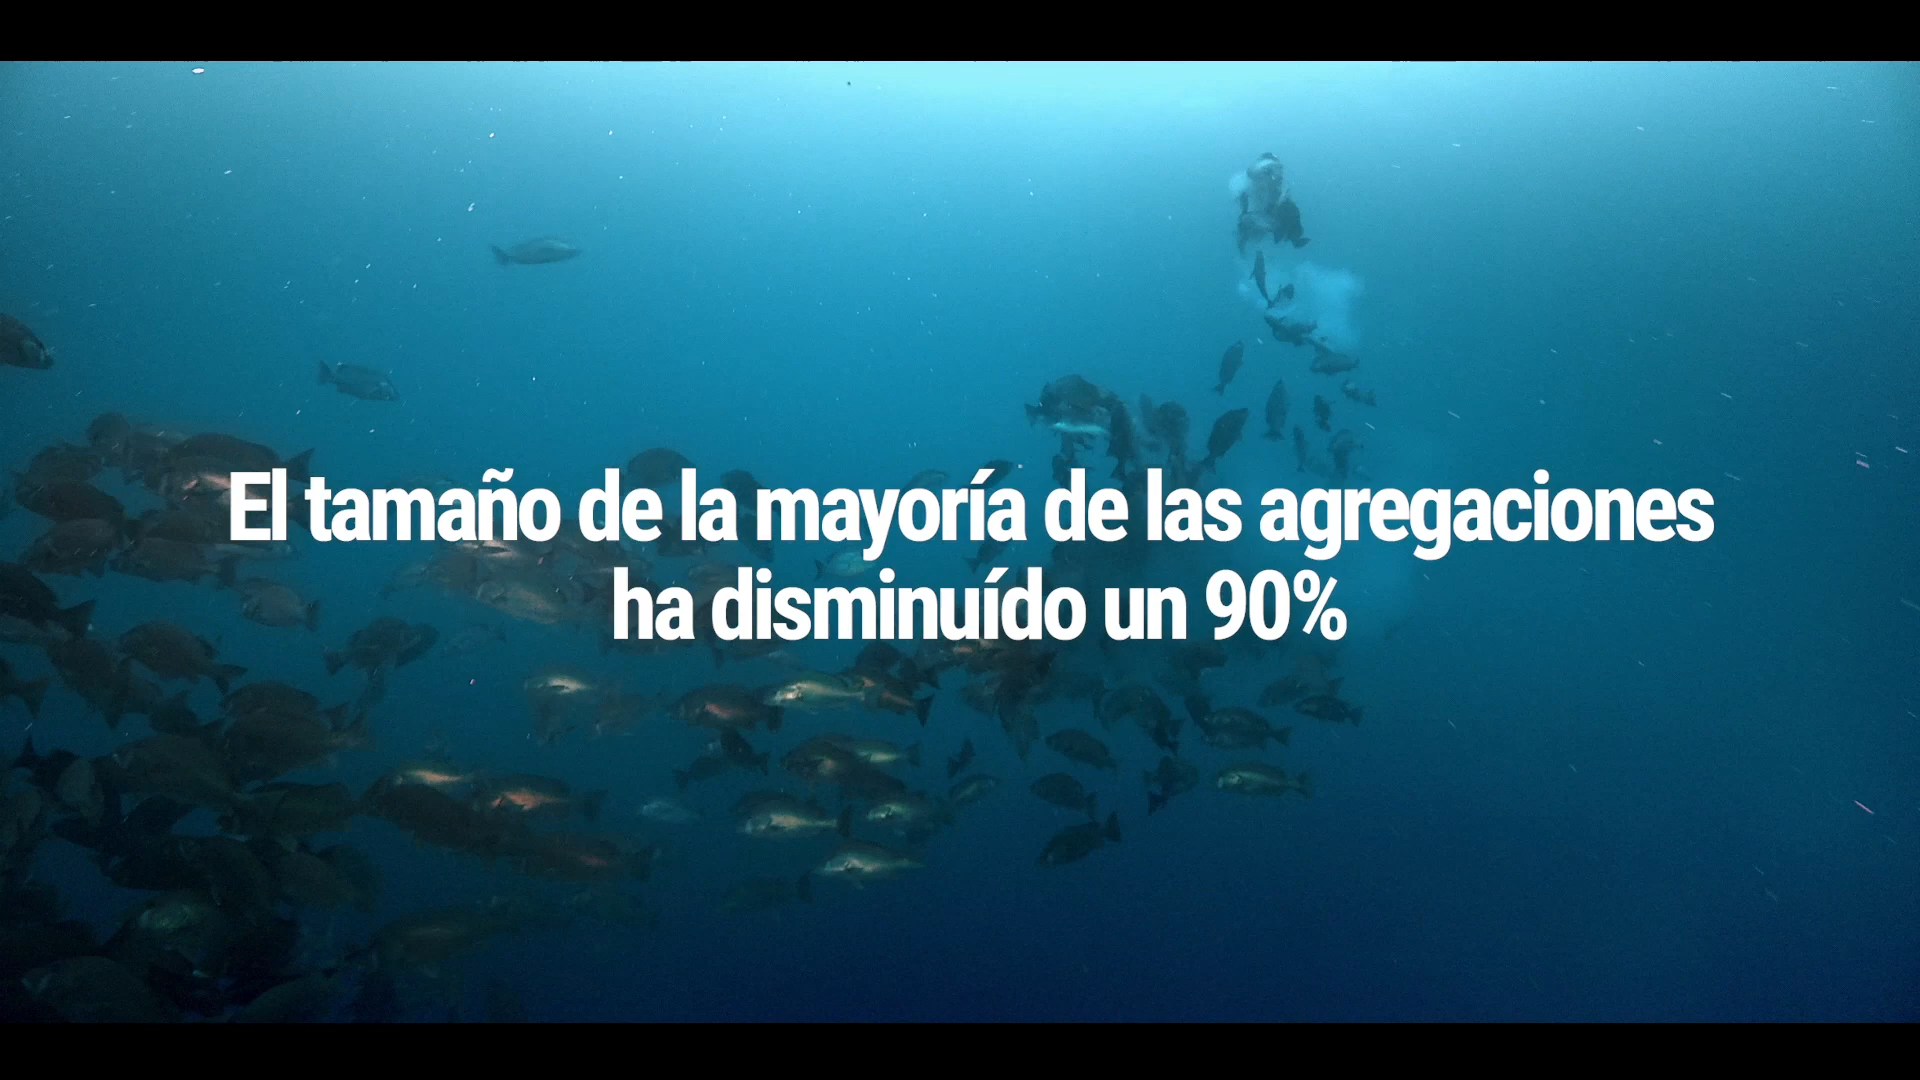 El tamaño de la mayoría de las agregaciones
ha disminuído un 90%